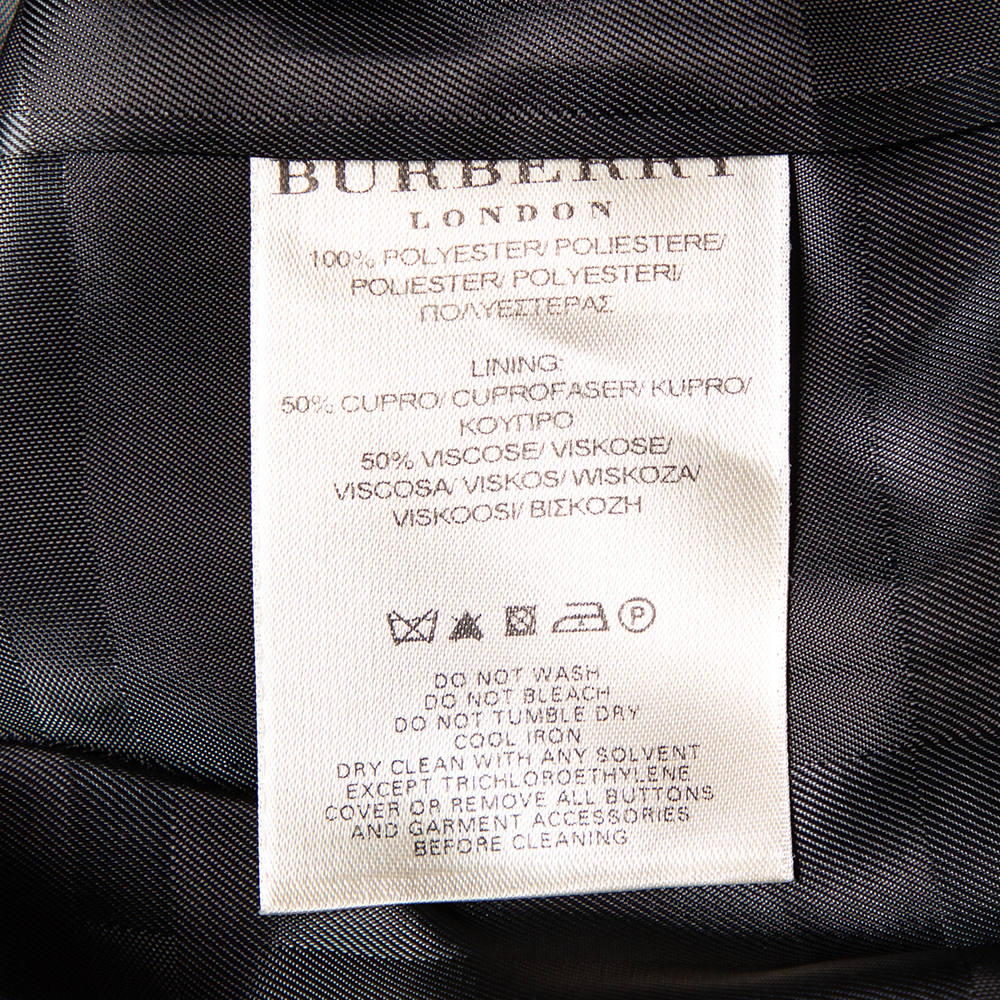 BURBERRY
LONDON
100% POLYESTER/ POLIESTERE/
POLIESTER/ POLYESTERI/
ΠΟΛΥΕΣΤΕΡΑΣ
LINING:
50% CUPRO/ CUPROFASER/ KUPRO/
ΚΟΥΠΡΟ
50% VISCOSE/ VISKOSE/
VISCOSA/ VISKOS/ WISKOZA/
VISKOOSI/ ΒΙΣΚΟΖΗ
P
DO NOT WASH
DO NOT BLEACH
DO NOT TUMBLE DRY
COOL IRON
DRY CLEAN WITH ANY SOLVENT
EXCEPT TRICHLOROETHYLENE
COVER OR REMOVE ALL BUTTONS
AND GARMENT ACCESSORIES
BEFORE CLEANING